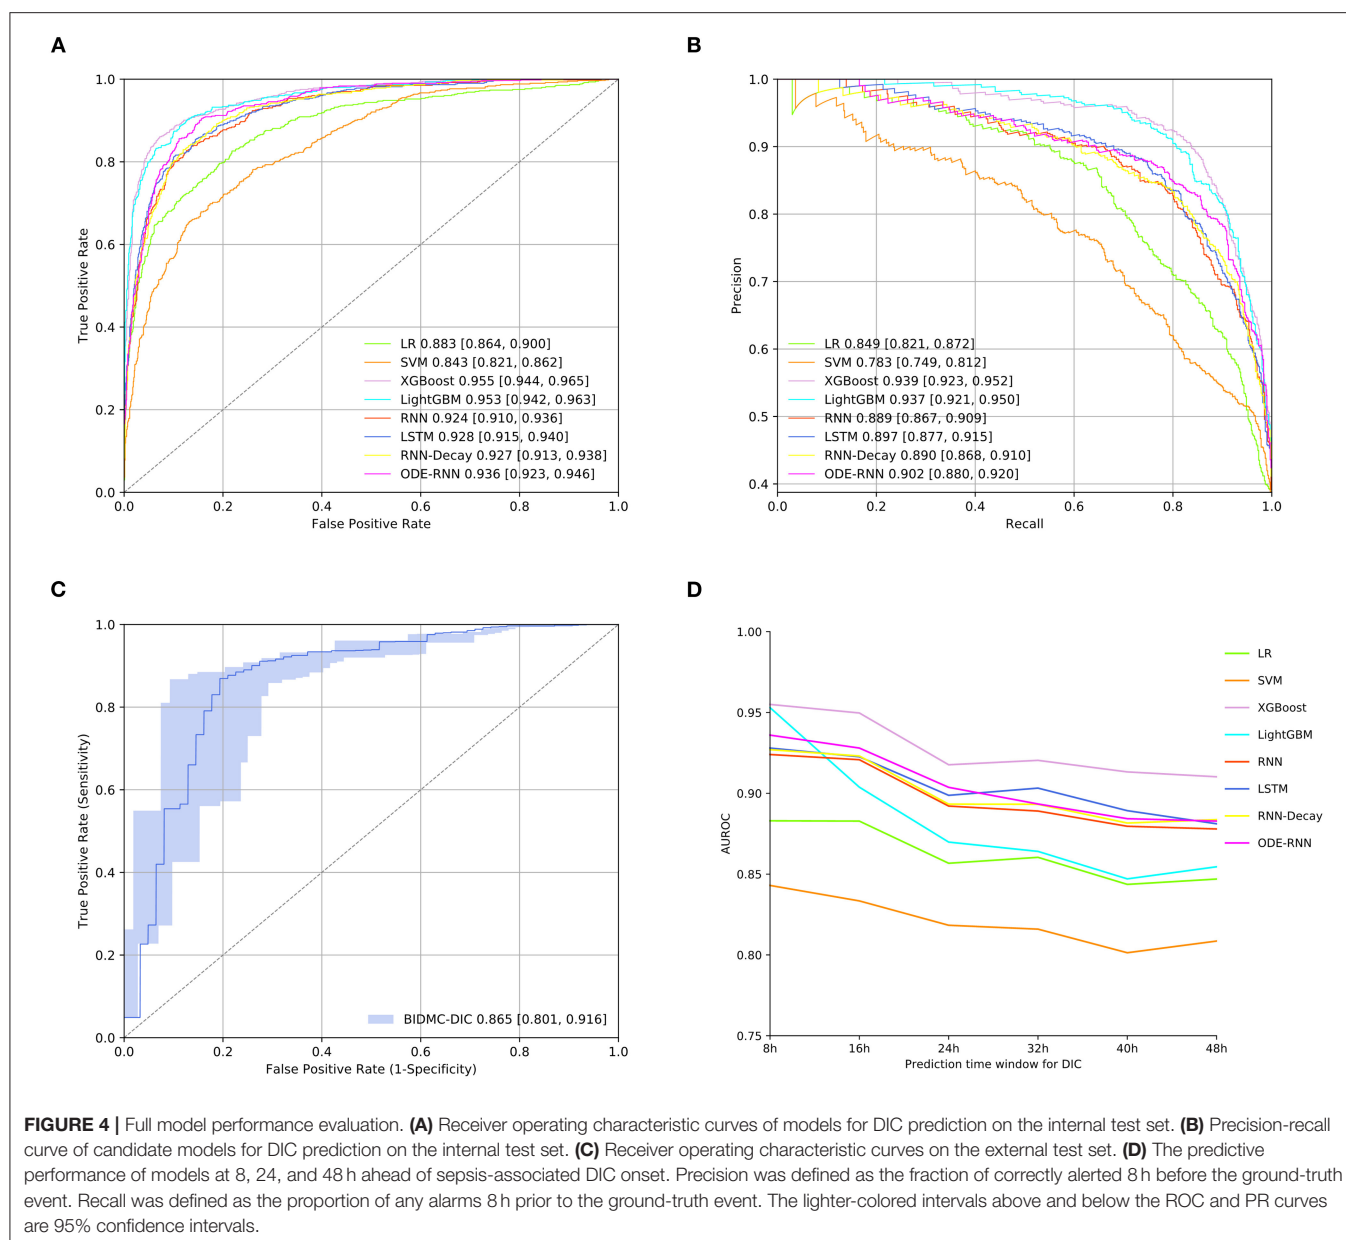 A
1.0
0.8
0.6
0.4
0.2
0.0
True Positive Rate
LR 0.883 [0.864, 0.900]
SVM 0.843 [0.821, 0.862]
XGBoost 0.955 [0.944, 0.965]
LightGBM 0.953 [0.942, 0.963]
RNN 0.924 [0.910, 0.936]
LSTM 0.928 [0.915, 0.940]
RNN-Decay 0.927 [0.913, 0.938]
ODE-RNN 0.936 [0.923, 0.946]
0.0 0.2 0.4 0.6 0.8 1.0
False Positive Rate
B
1.0
0.9
0.8
0.7
0.6
0.5
0.4
Precision
LR 0.849 [0.821, 0.872]
SVM 0.783 [0.749, 0.812]
XGBoost 0.939 [0.923, 0.952]
LightGBM 0.937 [0.921, 0.950]
RNN 0.889 [0.867, 0.909]
LSTM 0.897 [0.877, 0.915]
RNN-Decay 0.890 [0.868, 0.910]
ODE-RNN 0.902 [0.880, 0.920]
0.0 0.2 0.4 0.6 0.8 1.0
Recall
C
1.0
0.8
0.6
0.4
0.2
0.0
True Positive Rate (Sensitivity)
BIDMC-DIC 0.865 [0.801, 0.916]
0.0 0.2 0.4 0.6 0.8 1.0
False Positive Rate (1-Specificity)
D
1.00
0.95
0.90
0.85
0.80
0.75
AUROC
LR
SVM
XGBoost
LightGBM
RNN
LSTM
RNN-Decay
ODE-RNN
8h 16h 24h 32h 40h 48h
Prediction time window for DIC
FIGURE 4 | Full model performance evaluation. (A) Receiver operating characteristic curves of models for DIC prediction on the internal test set. (B) Precision-recall
curve of candidate models for DIC prediction on the internal test set. (C) Receiver operating characteristic curves on the external test set. (D) The predictive
performance of models at 8, 24, and 48 h ahead of sepsis-associated DIC onset. Precision was defined as the fraction of correctly alerted 8 h before the ground-truth
event. Recall was defined as the proportion of any alarms 8 h prior to the ground-truth event. The lighter-colored intervals above and below the ROC and PR curves
are 95% confidence intervals.